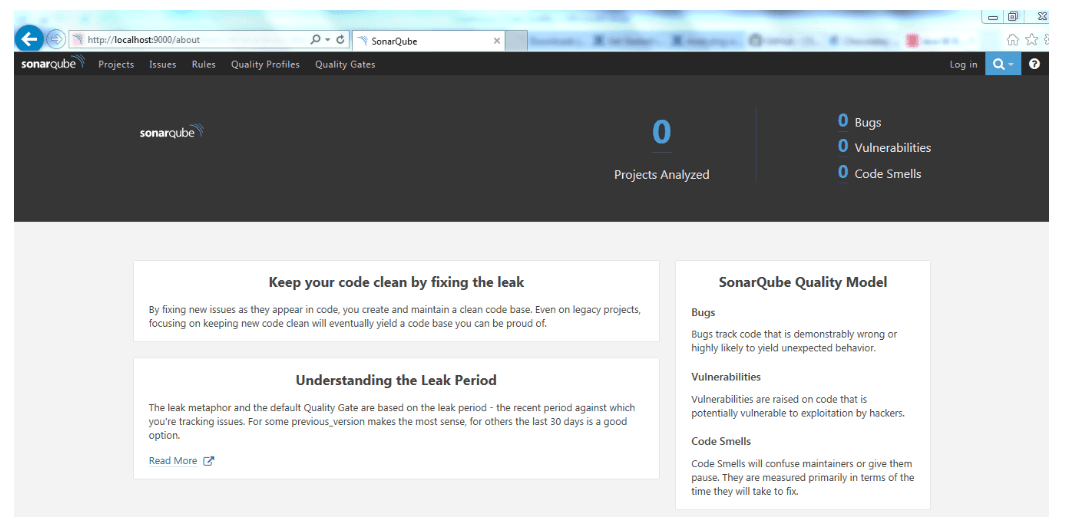 http://localhost:9000/about
SonarQube
sonarqube Projects Issues Rules Quality Profiles Quality Gates Log in
sonarqube
0
Projects Analyzed
0 Bugs
0 Vulnerabilities
0 Code Smells
Keep your code clean by fixing the leak
By fixing new issues as they appear in code, you create and maintain a clean code base. Even on legacy projects,
focusing on keeping new code clean will eventually yield a code base you can be proud of.
Understanding the Leak Period
The leak metaphor and the default Quality Gate are based on the leak period - the recent period against which
you're tracking issues. For some previous_version makes the most sense, for others the last 30 days is a good
option.
Read More
SonarQube Quality Model
Bugs
Bugs track code that is demonstrably wrong or
highly likely to yield unexpected behavior.
Vulnerabilities
Vulnerabilities are raised on code that is
potentially vulnerable to exploitation by hackers.
Code Smells
Code Smells will confuse maintainers or give them
pause. They are measured primarily in terms of the
time they will take to fix.